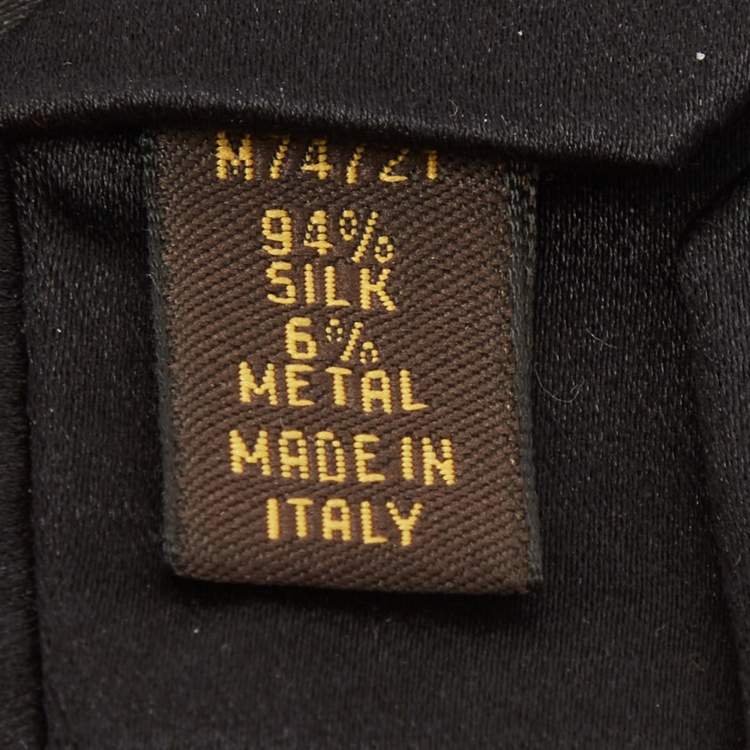 M74721
94%
SILK
6%
METAL
MADE IN
ITALY